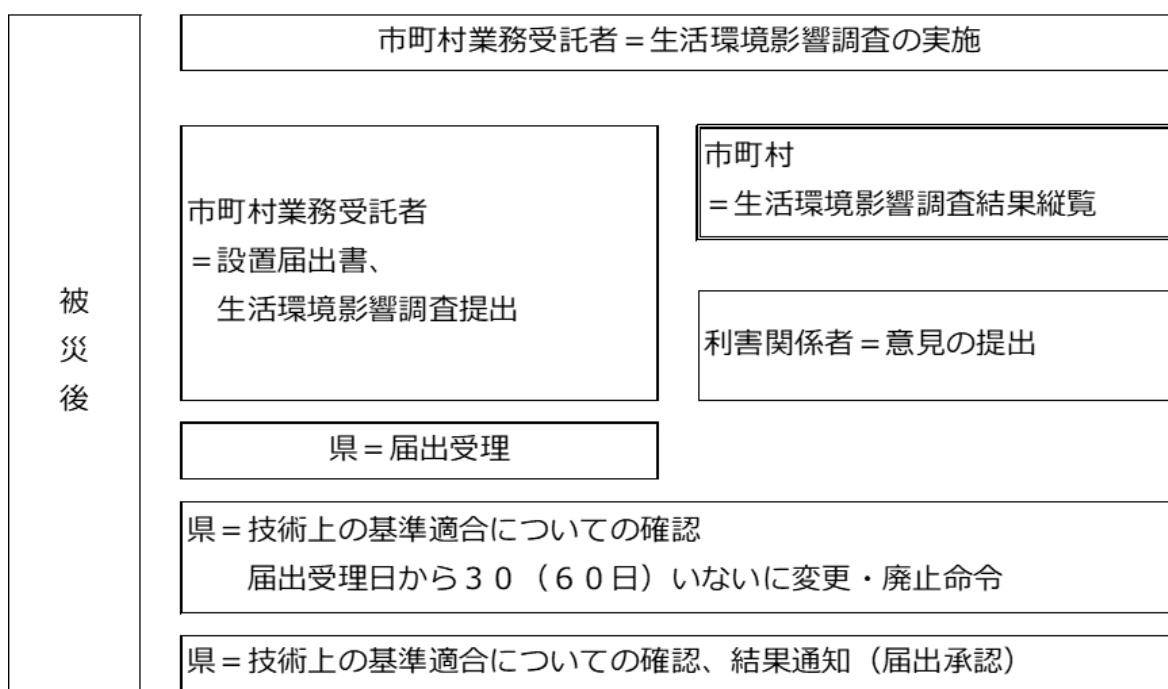 市町村業務受託者=生活環境影響調査の実施
市町村業務受託者
=設置届出書、
生活環境影響調査提出
市町村
=生活環境影響調査結果縦覧
利害関係者=意見の提出
被
災
後
県=届出受理
県=技術上の基準適合についての確認
届出受理日から30(60日)いないに変更・廃止命令
県=技術上の基準適合についての確認、結果通知(届出承認)